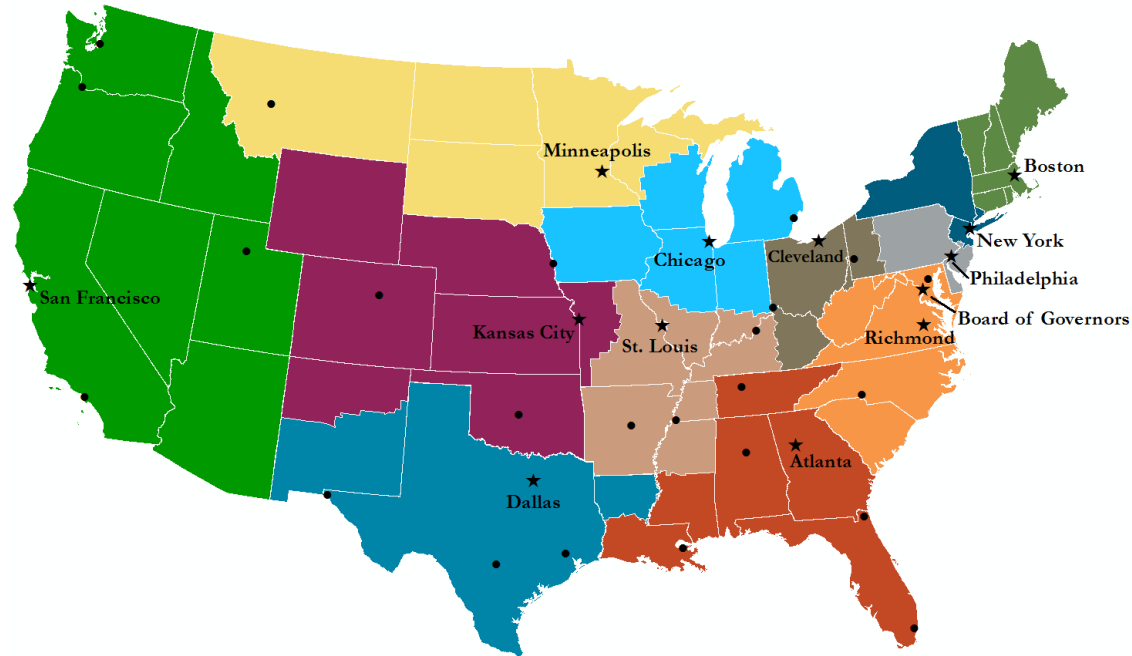 Minneapolis
Boston
New York
Chicago
Cleveland
Philadelphia
San Francisco
Board of Governors
Kansas City
St. Louis
Richmond
Atlanta
Dallas